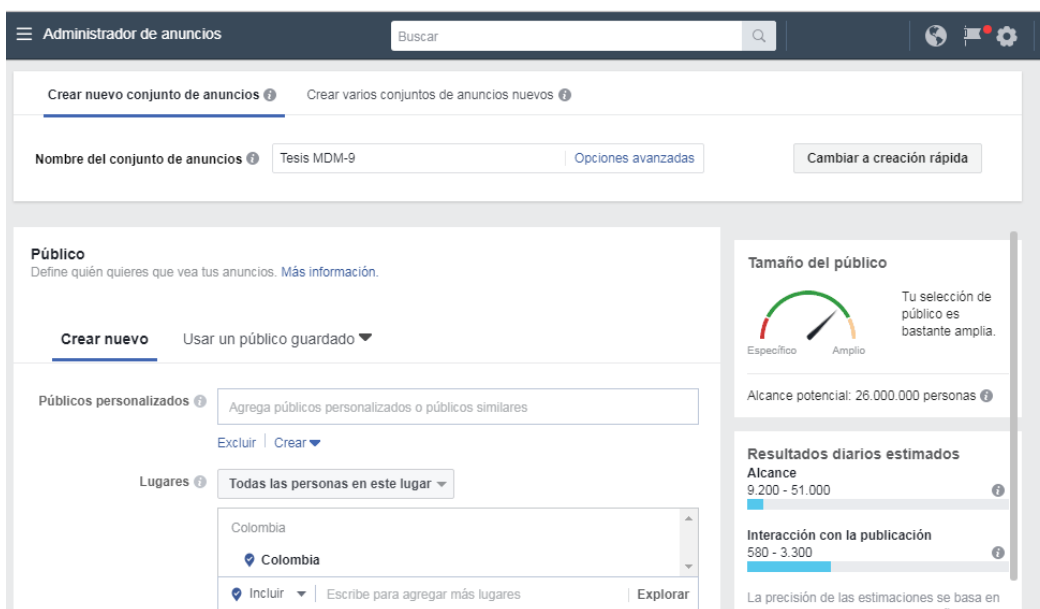 Administrador de anuncios
Buscar
Crear nuevo conjunto de anuncios
Crear varios conjuntos de anuncios nuevos
Nombre del conjunto de anuncios
Tesis MDM-9
Opciones avanzadas
Cambiar a creación rápida
Público
Define quién quieres que vea tus anuncios. Más información.
Crear nuevo
Usar un público guardado
Públicos personalizados
Agrega públicos personalizados o públicos similares
Excluir
Crear
Lugares
Todas las personas en este lugar
Colombia
Colombia
Incluir
Escribe para agregar más lugares
Explorar
Tamaño del público
Específico
Amplio
Tu selección de
público es
bastante amplia.
Alcance potencial: 26.000.000 personas
Resultados diarios estimados
Alcance
9.200 - 51.000
Interacción con la publicación
580 - 3.300
La precisión de las estimaciones se basa en